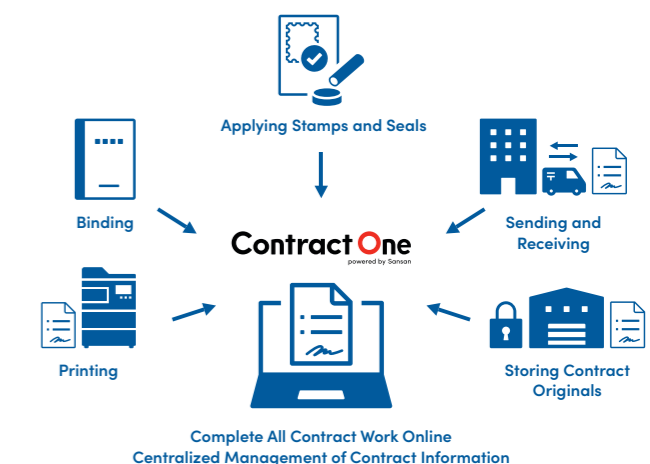 Applying Stamps and Seals
Binding
Sending and
Receiving
Contract One
powered by Sansan
Printing
Storing Contract
Originals
Complete All Contract Work Online
Centralized Management of Contract Information